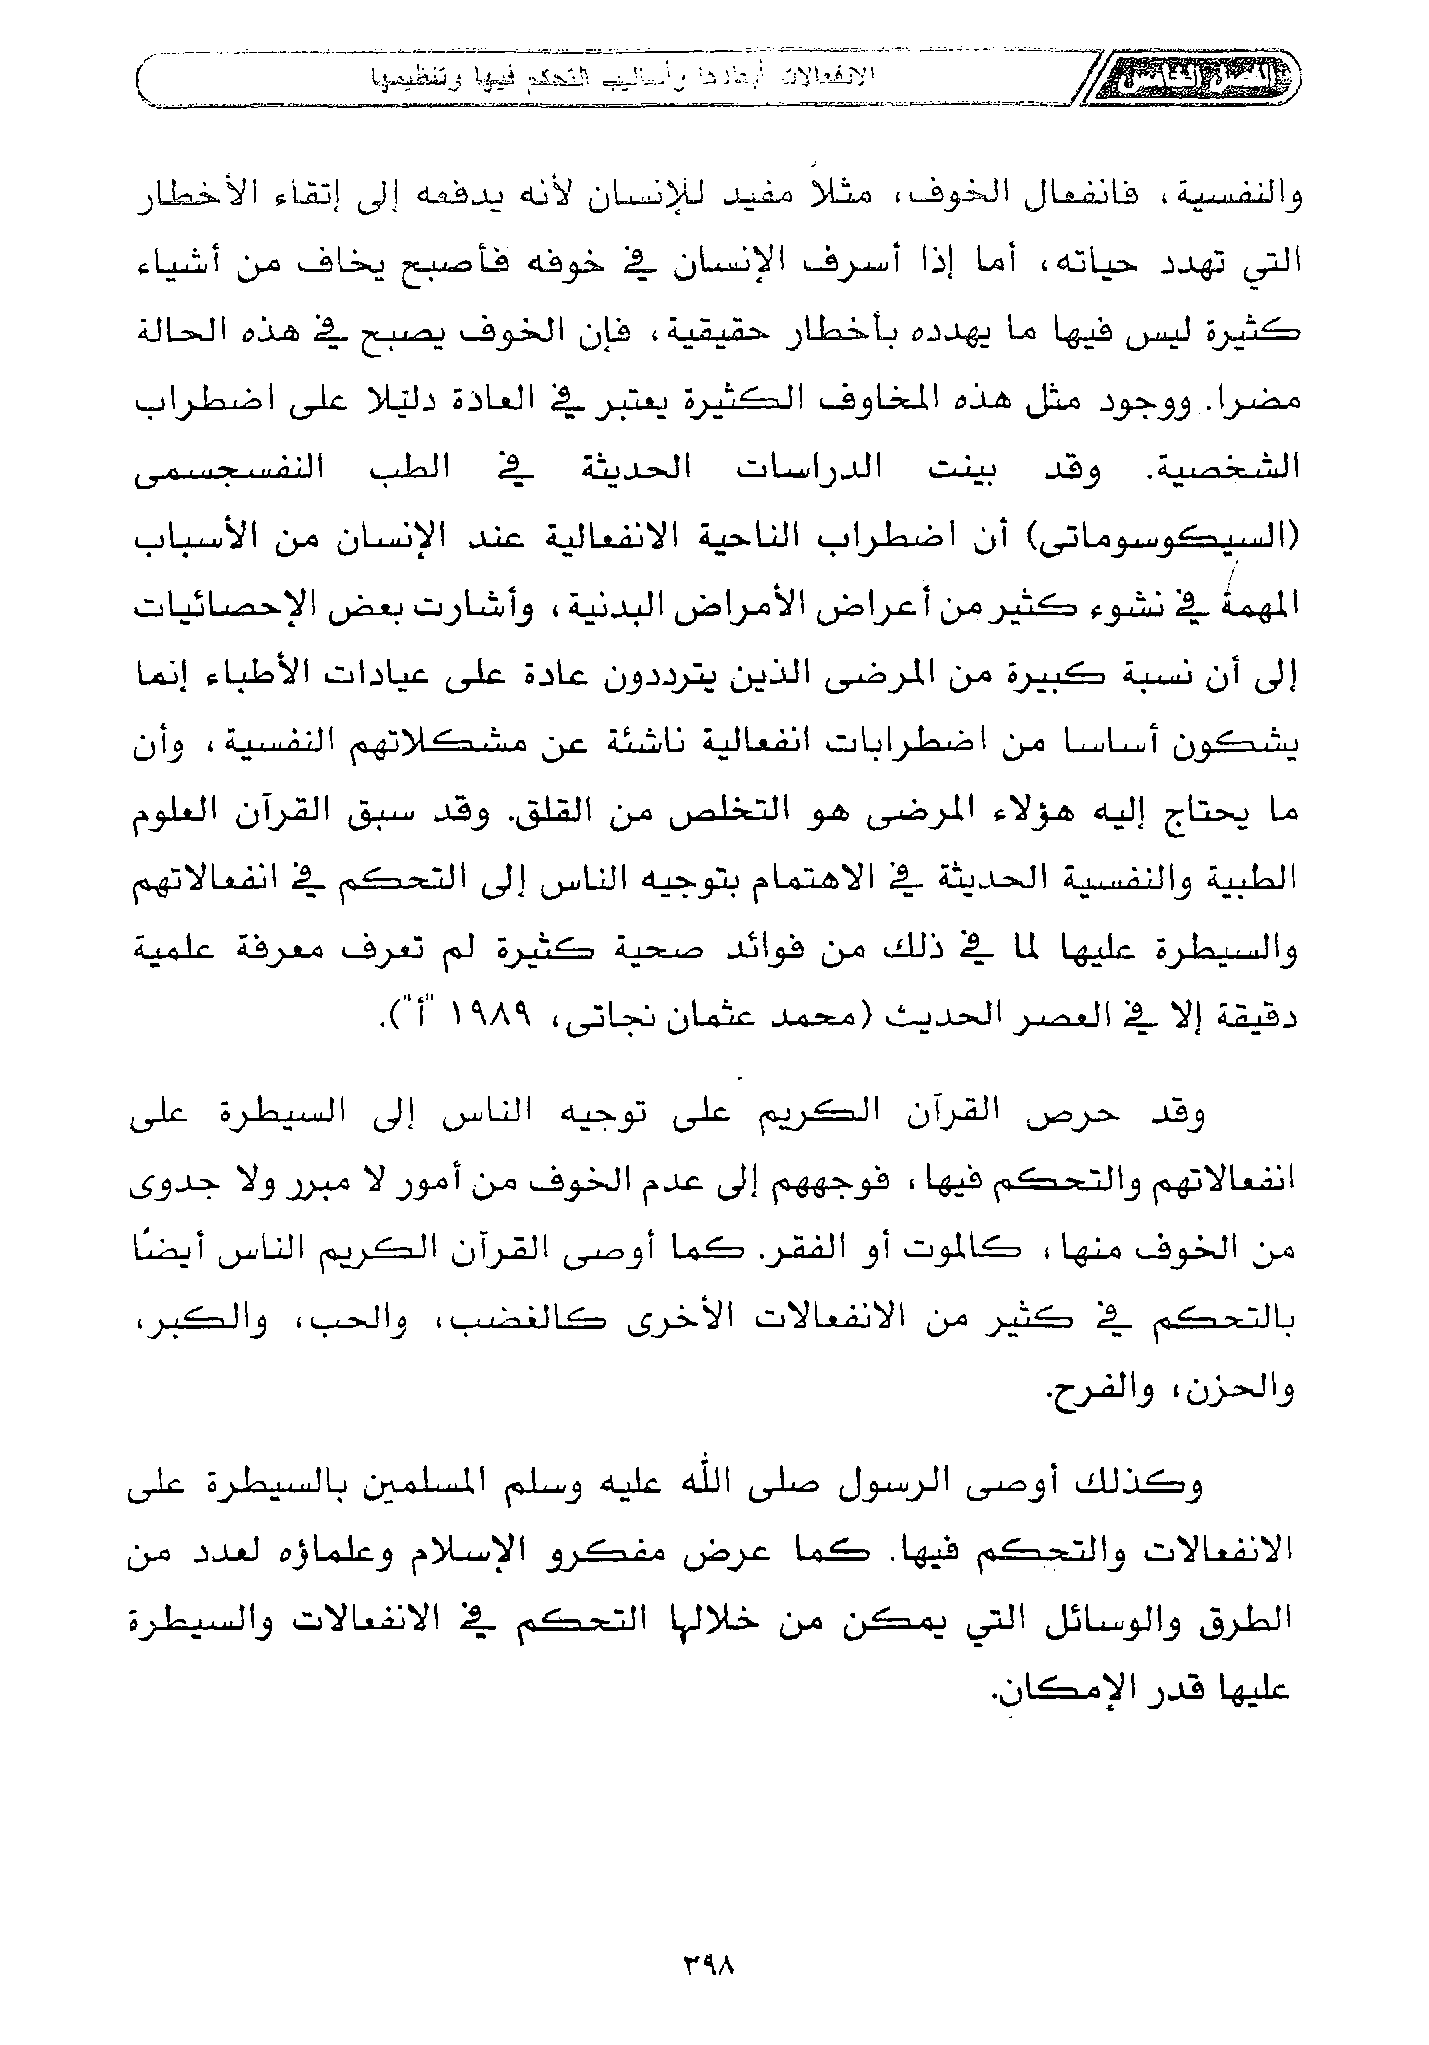 الفصل الخامس
الانفعالات أبعادها وأساليب التحكم فيها وتنظيمها
والنفسية، فانفعال الخوف، مثلاً مفيد للإنسان لأنه يدفعه إلى إتقاء الأخطار
التي تهدد حياته، أما إذا أسرف الإنسان في خوفه فأصبح يخاف من أشياء
كثيرة ليس فيها ما يهدده بأخطار حقيقية، فإن الخوف يصبح في هذه الحالة
مضرا. ووجود مثل هذه المخاوف الكثيرة يعتبر في العادة دليلا على اضطراب
الشخصية. وقد بينت الدراسات الحديثة في الطب النفسجسمى
(السيكوسوماتى) أن اضطراب الناحية الانفعالية عند الإنسان من الأسباب
المهمة في نشوء كثير من أعراض الأمراض البدنية، وأشارت بعض الإحصائيات
إلى أن نسبة كبيرة من المرضى الذين يترددون عادة على عيادات الأطباء إنما
يشكون أساسا من اضطرابات انفعالية ناشئة عن مشكلاتهم النفسية، وأن
ما يحتاج إليه هؤلاء المرضى هو التخلص من القلق. وقد سبق القرآن العلوم
الطبية والنفسية الحديثة في الاهتمام بتوجيه الناس إلى التحكم في انفعالاتهم
والسيطرة عليها لما في ذلك من فوائد صحية كثيرة لم تعرف معرفة علمية
دقيقة إلا في العصر الحديث (محمد عثمان نجاتى، ١٩٨٩ "أ").
وقد حرص القرآن الكريم على توجيه الناس إلى السيطرة على
انفعالاتهم والتحكم فيها، فوجههم إلى عدم الخوف من أمور لا مبرر ولا جدوى
من الخوف منها، كالموت أو الفقر. كما أوصى القرآن الكريم الناس أيضًا
بالتحكم في كثير من الانفعالات الأخرى كالغضب، والحب، والكبر،
والحزن، والفرح.
وكذلك أوصى الرسول صلى الله عليه وسلم المسلمين بالسيطرة على
الانفعالات والتحكم فيها. كما عرض مفكرو الإسلام وعلماؤه لعدد من
الطرق والوسائل التي يمكن من خلالها التحكم في الانفعالات والسيطرة
عليها قدر الإمكان.
٣٩٨